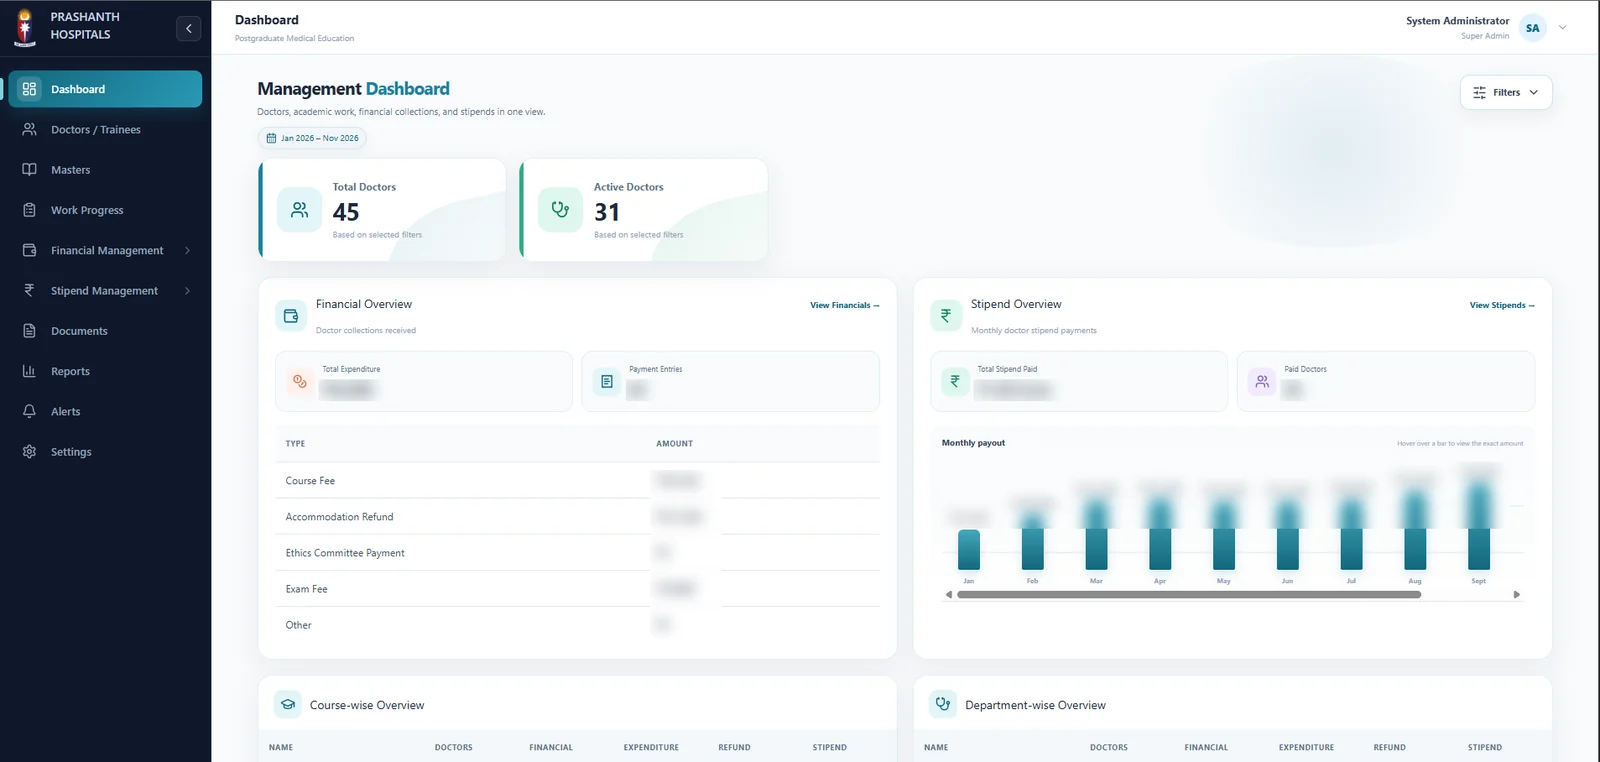 PRASHANTH
HOSPITALS
Dashboard
Doctors / Trainees
Masters
Work Progress
Financial Management
Stipend Management
Documents
Reports
Alerts
Settings
Dashboard
Postgraduate Medical Education
System Administrator
Super Admin
SA
Management Dashboard
Doctors, academic work, financial collections, and stipends in one view.
Jan 2026 – Nov 2026
Filters
Total Doctors
45
Based on selected filters
Active Doctors
31
Based on selected filters
Financial Overview
Doctor collections received
View Financials →
Total Expenditure
Payment Entries
TYPE AMOUNT
Course Fee
Accommodation Refund
Ethics Committee Payment
Exam Fee
Other
Stipend Overview
Monthly doctor stipend payments
View Stipends →
Total Stipend Paid
Paid Doctors
Monthly payout
Hover over a bar to view the exact amount
Jan Feb Mar Apr May Jun Jul Aug Sept
Course-wise Overview
NAME DOCTORS FINANCIAL EXPENDITURE REFUND STIPEND
Department-wise Overview
NAME DOCTORS FINANCIAL EXPENDITURE REFUND STIPEND